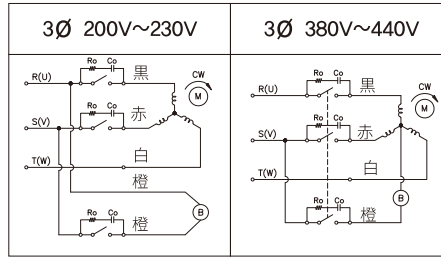 3Ø 200V～230V
Ro Co 黒
R(U)
CW
M
Ro Co 赤
S(V)
白
T(W)
橙
B
Ro Co 橙
3Ø 380V～440V
Ro Co 黒
R(U)
CW
M
Ro Co 赤
S(V)
白
T(W)
B
Ro Co 橙